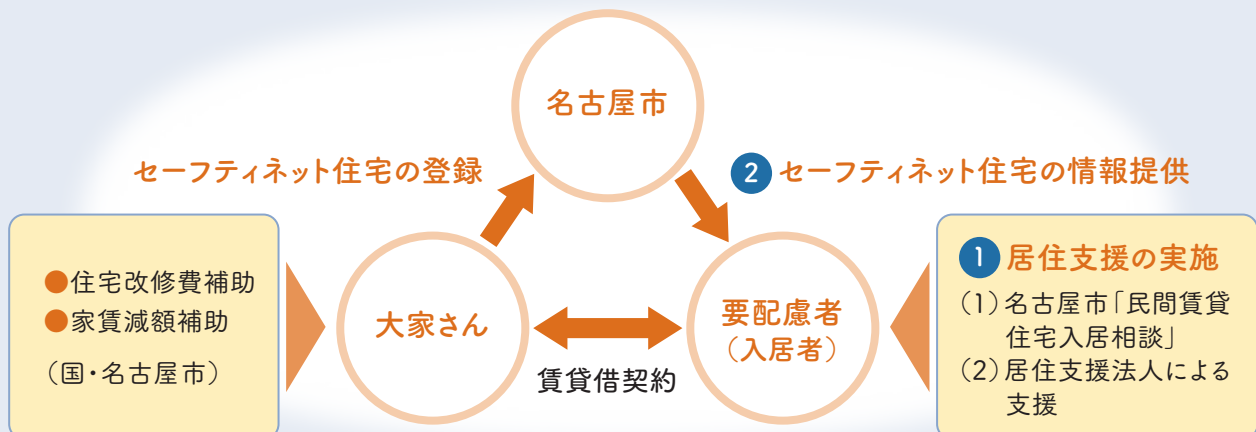 名古屋市
セーフティネット住宅の登録
2 セーフティネット住宅の情報提供
●住宅改修費補助
●家賃減額補助
（国・名古屋市）
大家さん
賃貸借契約
要配慮者
（入居者）
1 居住支援の実施
（1）名古屋市「民間賃貸
住宅入居相談」
（2）居住支援法人による
支援